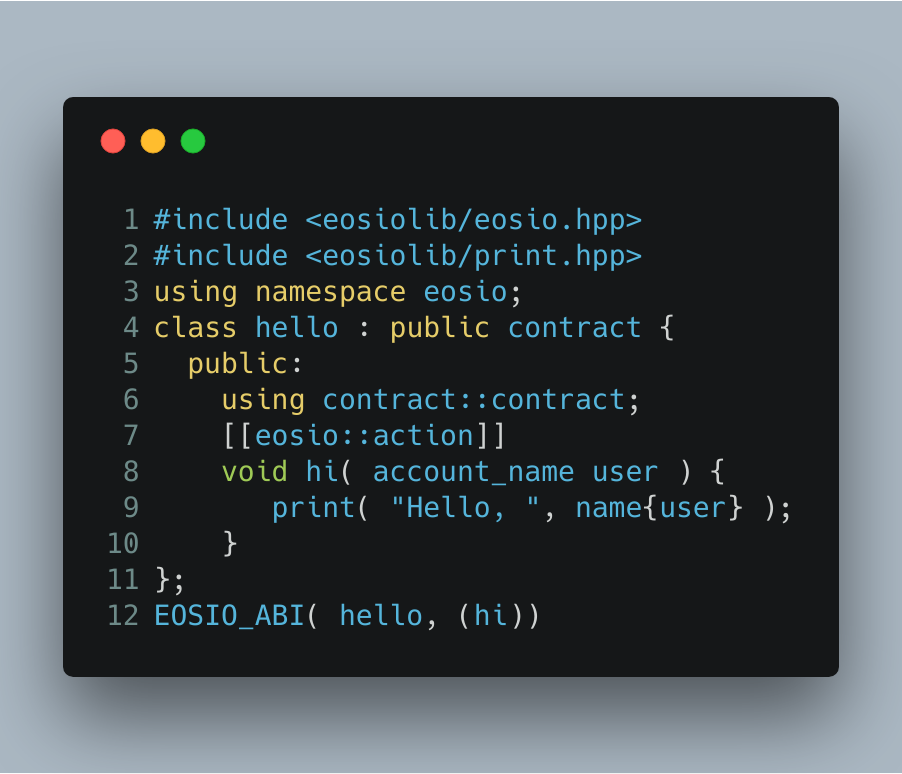 1 #include <eosiolib/eosio.hpp>
2 #include <eosiolib/print.hpp>
3 using namespace eosio;
4 class hello : public contract {
5   public:
6     using contract::contract;
7     [[eosio::action]]
8     void hi( account_name user ) {
9        print( "Hello, ", name{user} );
10     }
11 };
12 EOSIO_ABI( hello, (hi))